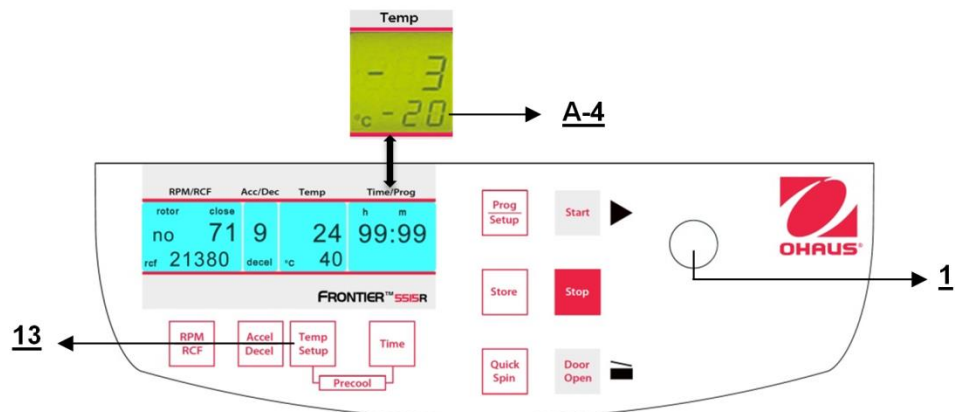 Temp
- 3
°C -20
A-4
RPM/RCF Acc/Dec Temp Time/Prog
rotor close h m
no 71 9 24 99:99
rcf 21380 decel °C 40
FRONTIER™ 5515R
Prog
Setup
Start
OHAUS®
1
Store
Stop
13
RPM
RCF
Accel
Decel
Temp
Setup
Time
Precool
Quick
Spin
Door
Open